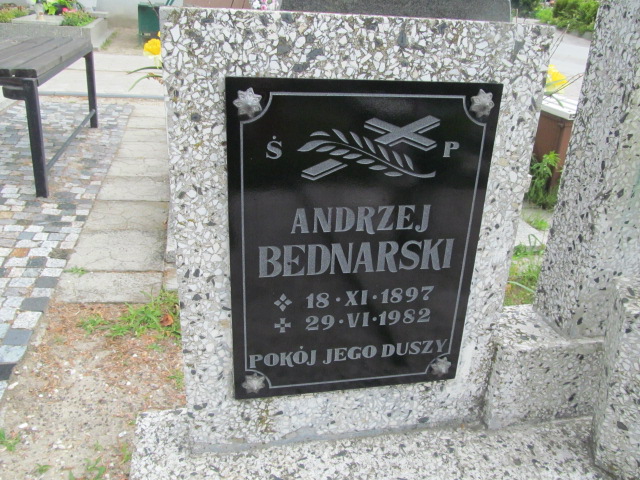 Ś P
ANDRZEJ
BEDNARSKI
18·XI·1897
29·VI·1982
POKÓJ JEGO DUSZY